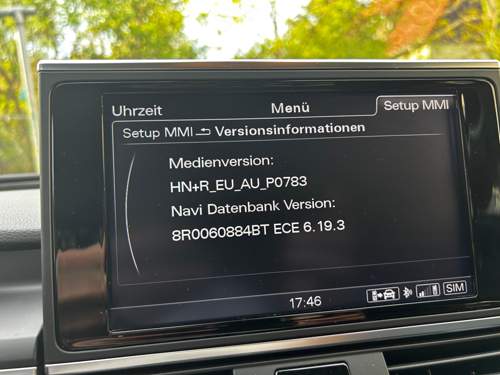 Uhrzeit Menü Setup MMI
Setup MMI Versionsinformationen
Medienversion:
HN+R_EU_AU_P0783
Navi Datenbank Version:
8R0060884BT ECE 6.19.3
17:46 SIM